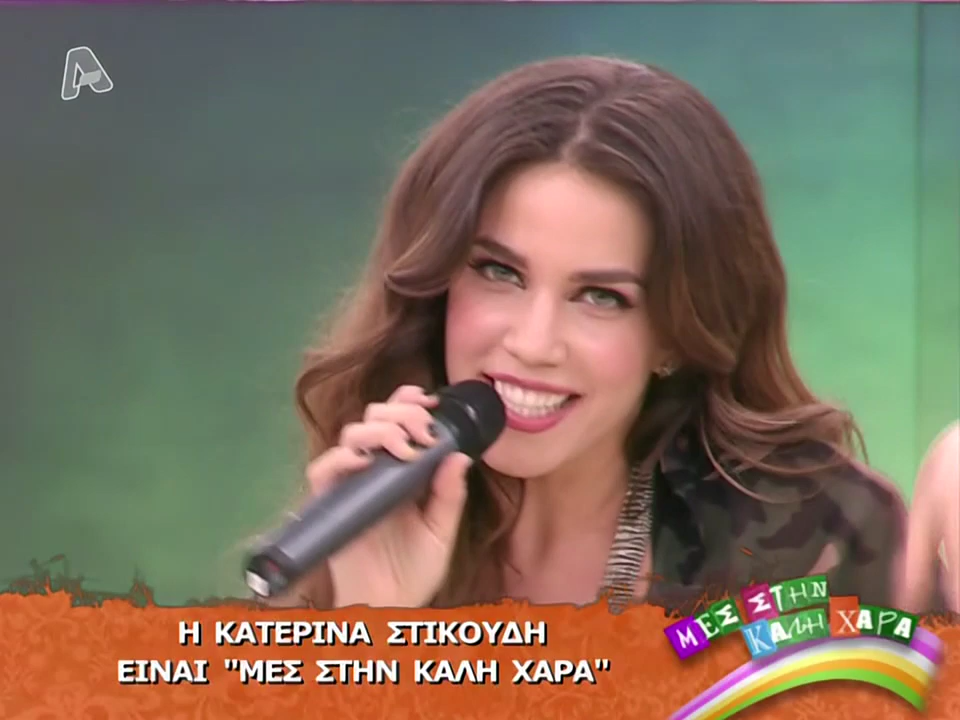 Η ΚΑΤΕΡΙΝΑ ΣΤΙΚΟΥΔΗ
ΕΙΝΑΙ "ΜΕΣ ΣΤΗΝ ΚΑΛΗ ΧΑΡΑ"
ΜΕΣ ΣΤΗΝ
ΚΑΛΗ ΧΑΡΑ